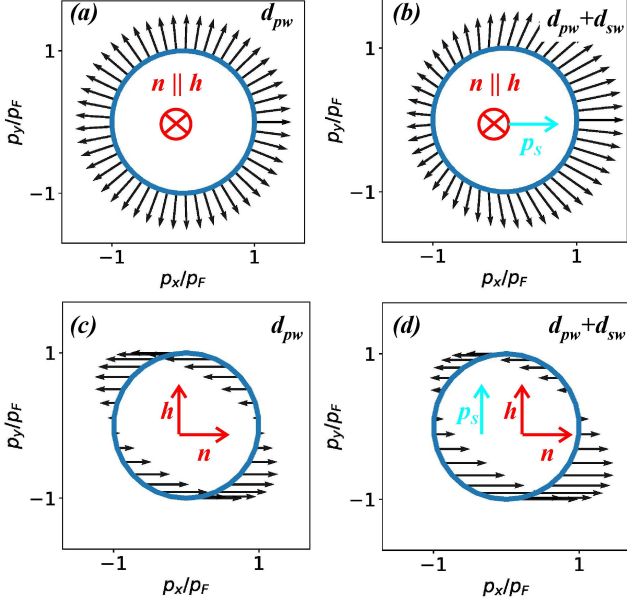 (a) d_pw
1
n || h
p_y/p_F
-1
-1 1
p_x/p_F
(b) d_pw+d_sw
1
n || h
p_s
p_y/p_F
-1
-1 1
p_x/p_F
(c) d_pw
1
h
n
p_y/p_F
-1
-1 1
p_x/p_F
(d) d_pw+d_sw
1
p_s h
n
p_y/p_F
-1
-1 1
p_x/p_F